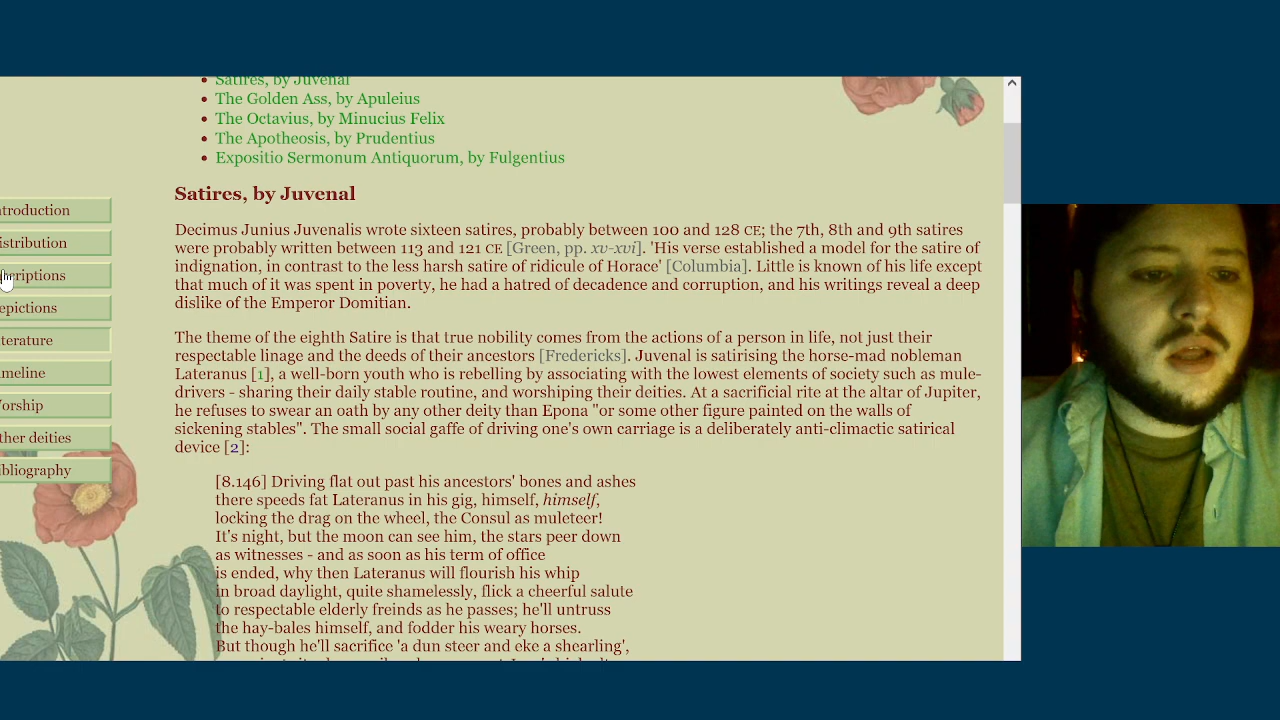 Satires, by Juvenal
The Golden Ass, by Apuleius
The Octavius, by Minucius Felix
The Apotheosis, by Prudentius
Expositio Sermonum Antiquorum, by Fulgentius
ntroduction
istribution
criptions
epictions
terature
meline
orship
ther deities
bliography
Satires, by Juvenal
Decimus Junius Juvenalis wrote sixteen satires, probably between 100 and 128 CE; the 7th, 8th and 9th satires
were probably written between 113 and 121 CE [Green, pp. xv-xvi]. 'His verse established a model for the satire of
indignation, in contrast to the less harsh satire of ridicule of Horace' [Columbia]. Little is known of his life except
that much of it was spent in poverty, he had a hatred of decadence and corruption, and his writings reveal a deep
dislike of the Emperor Domitian.
The theme of the eighth Satire is that true nobility comes from the actions of a person in life, not just their
respectable linage and the deeds of their ancestors [Fredericks]. Juvenal is satirising the horse-mad nobleman
Lateranus [1], a well-born youth who is rebelling by associating with the lowest elements of society such as mule-
drivers - sharing their daily stable routine, and worshiping their deities. At a sacrificial rite at the altar of Jupiter,
he refuses to swear an oath by any other deity than Epona "or some other figure painted on the walls of
sickening stables". The small social gaffe of driving one's own carriage is a deliberately anti-climactic satirical
device [2]:
[8.146] Driving flat out past his ancestors' bones and ashes
there speeds fat Lateranus in his gig, himself, himself,
locking the drag on the wheel, the Consul as muleteer!
It's night, but the moon can see him, the stars peer down
as witnesses - and as soon as his term of office
is ended, why then Lateranus will flourish his whip
in broad daylight, quite shamelessly, flick a cheerful salute
to respectable elderly freinds as he passes; he'll untruss
the hay-bales himself, and fodder his weary horses.
But though he'll sacrifice 'a dun steer and eke a shearling',